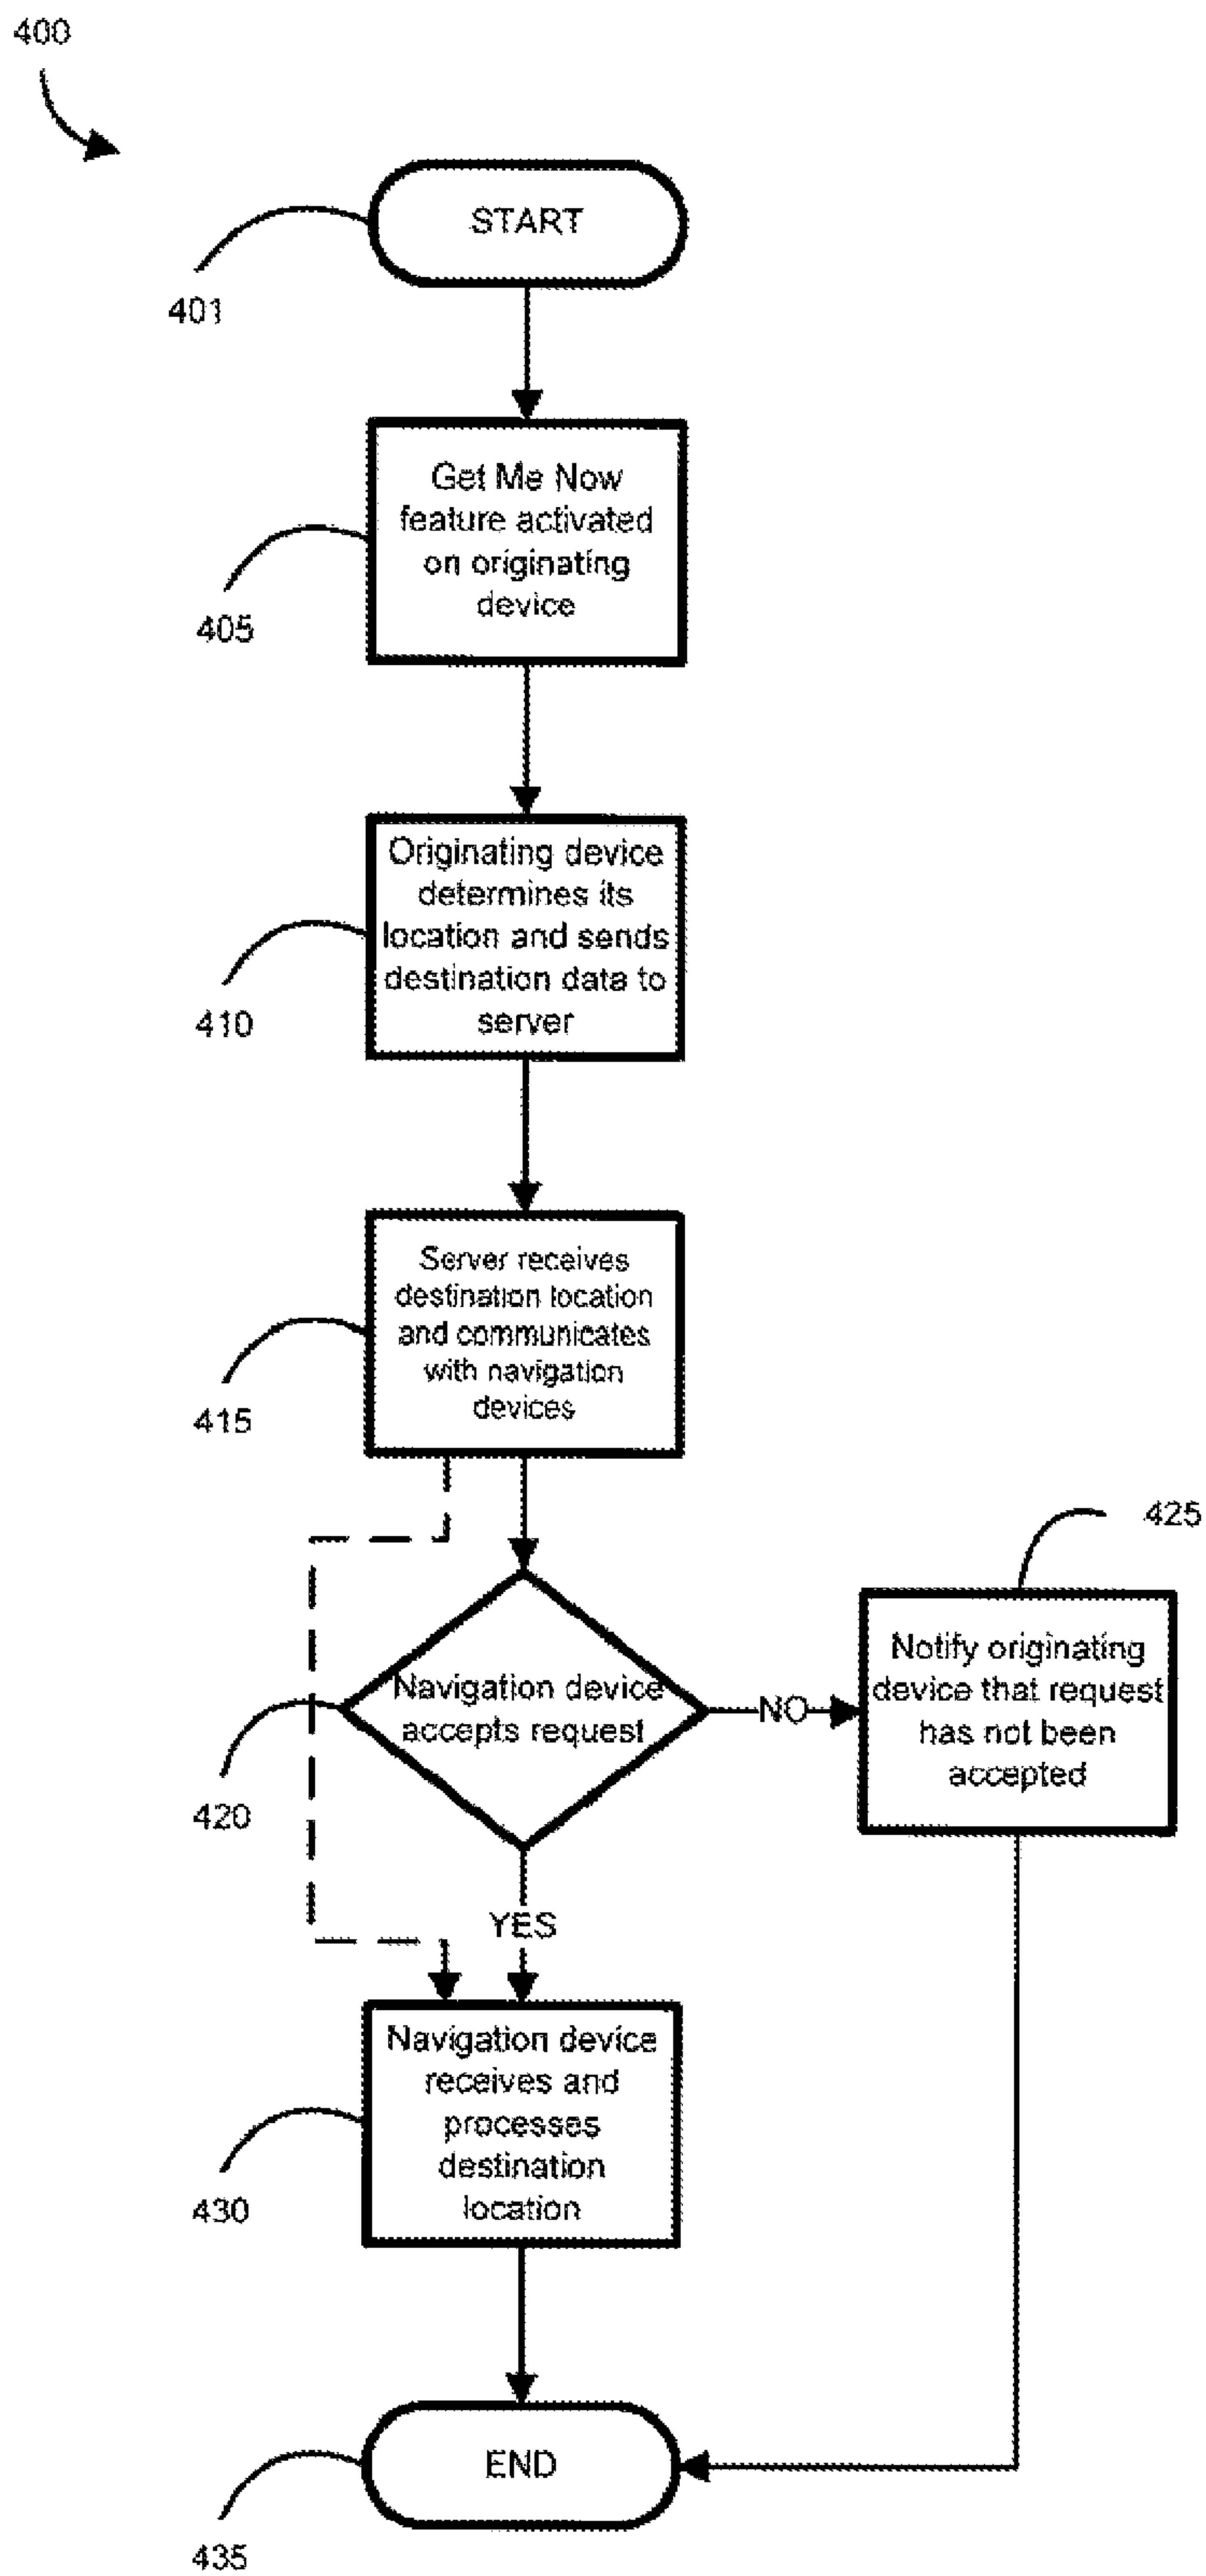 400
START
401
Get Me Now
feature activated
on originating
device
405
Originating device
determines its
location and sends
destination data to
server
410
Server receives
destination location
and communicates
with navigation
devices
415
425
Notify originating
device that request
has not been
accepted
Navigation device
accepts request
NO
420
YES
Navigation device
receives and
processes
destination
location
430
END
435